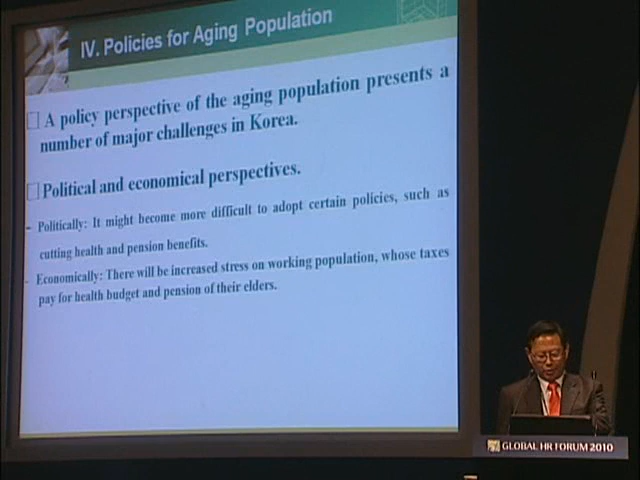 IV. Policies for Aging Population
A policy perspective of the aging population presents a
number of major challenges in Korea.
Political and economical perspectives.
- Politically: It might become more difficult to adopt certain policies, such as
cutting health and pension benefits.
- Economically: There will be increased stress on working population, whose taxes
pay for health budget and pension of their elders.
GLOBAL HR FORUM 2010